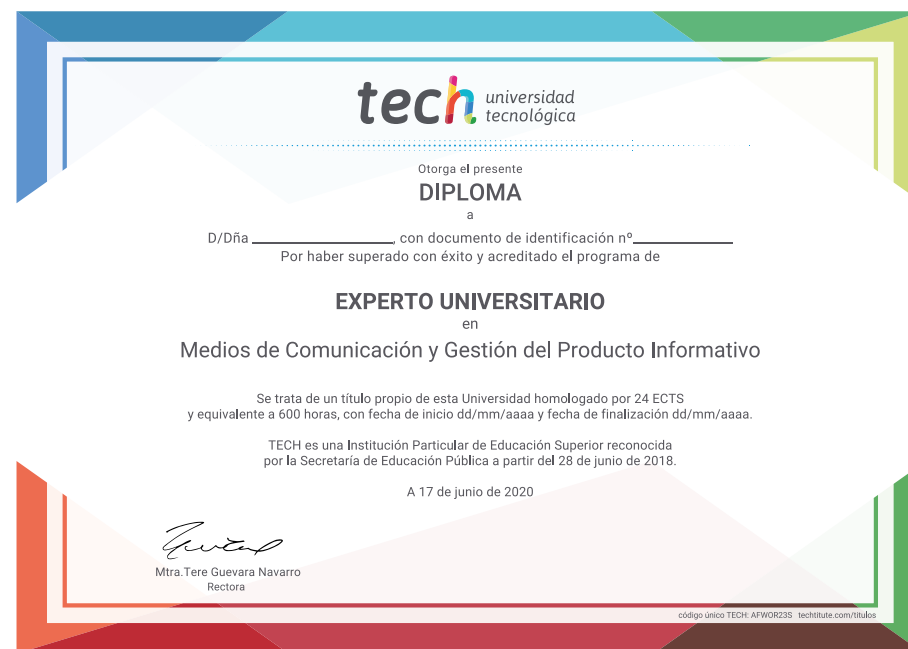 tech universidad
tecnológica
Otorga el presente
DIPLOMA
a
D/Dña ____________________, con documento de identificación nº______________
Por haber superado con éxito y acreditado el programa de
EXPERTO UNIVERSITARIO
en
Medios de Comunicación y Gestión del Producto Informativo
Se trata de un título propio de esta Universidad homologado por 24 ECTS
y equivalente a 600 horas, con fecha de inicio dd/mm/aaaa y fecha de finalización dd/mm/aaaa.
TECH es una Institución Particular de Educación Superior reconocida
por la Secretaría de Educación Pública a partir del 28 de junio de 2018.
A 17 de junio de 2020
Mtra.Tere Guevara Navarro
Rectora
código único TECH: AFWOR23S techtitute.com/titulos